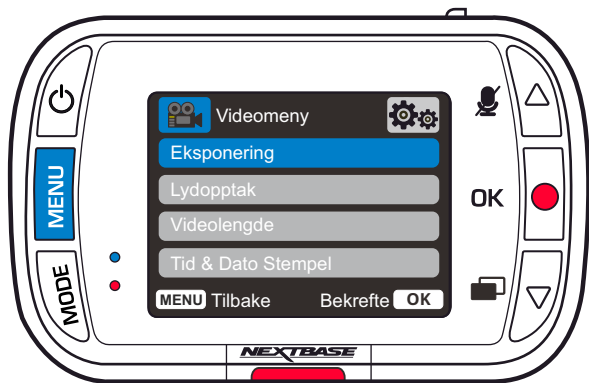 Videomeny
Eksponering
Lydopptak
Videolengde
Tid & Dato Stempel
MENU Tilbake Bekrefte OK
MENU
MODE
OK
NEXTBASE